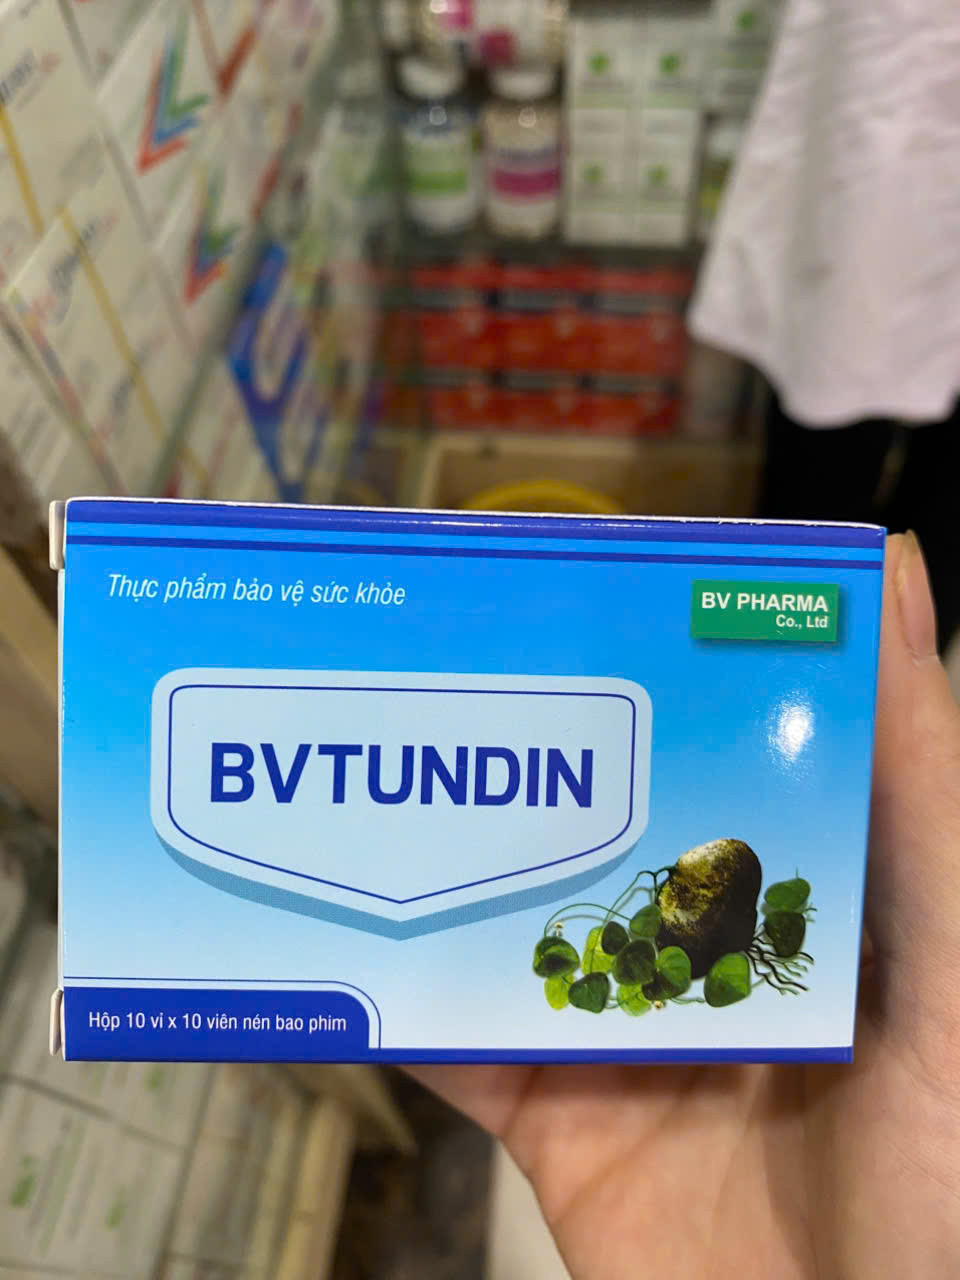 Thực phẩm bảo vệ sức khỏe
BV PHARMA
Co., Ltd
BVTUNDIN
Hộp 10 vỉ x 10 viên nén bao phim